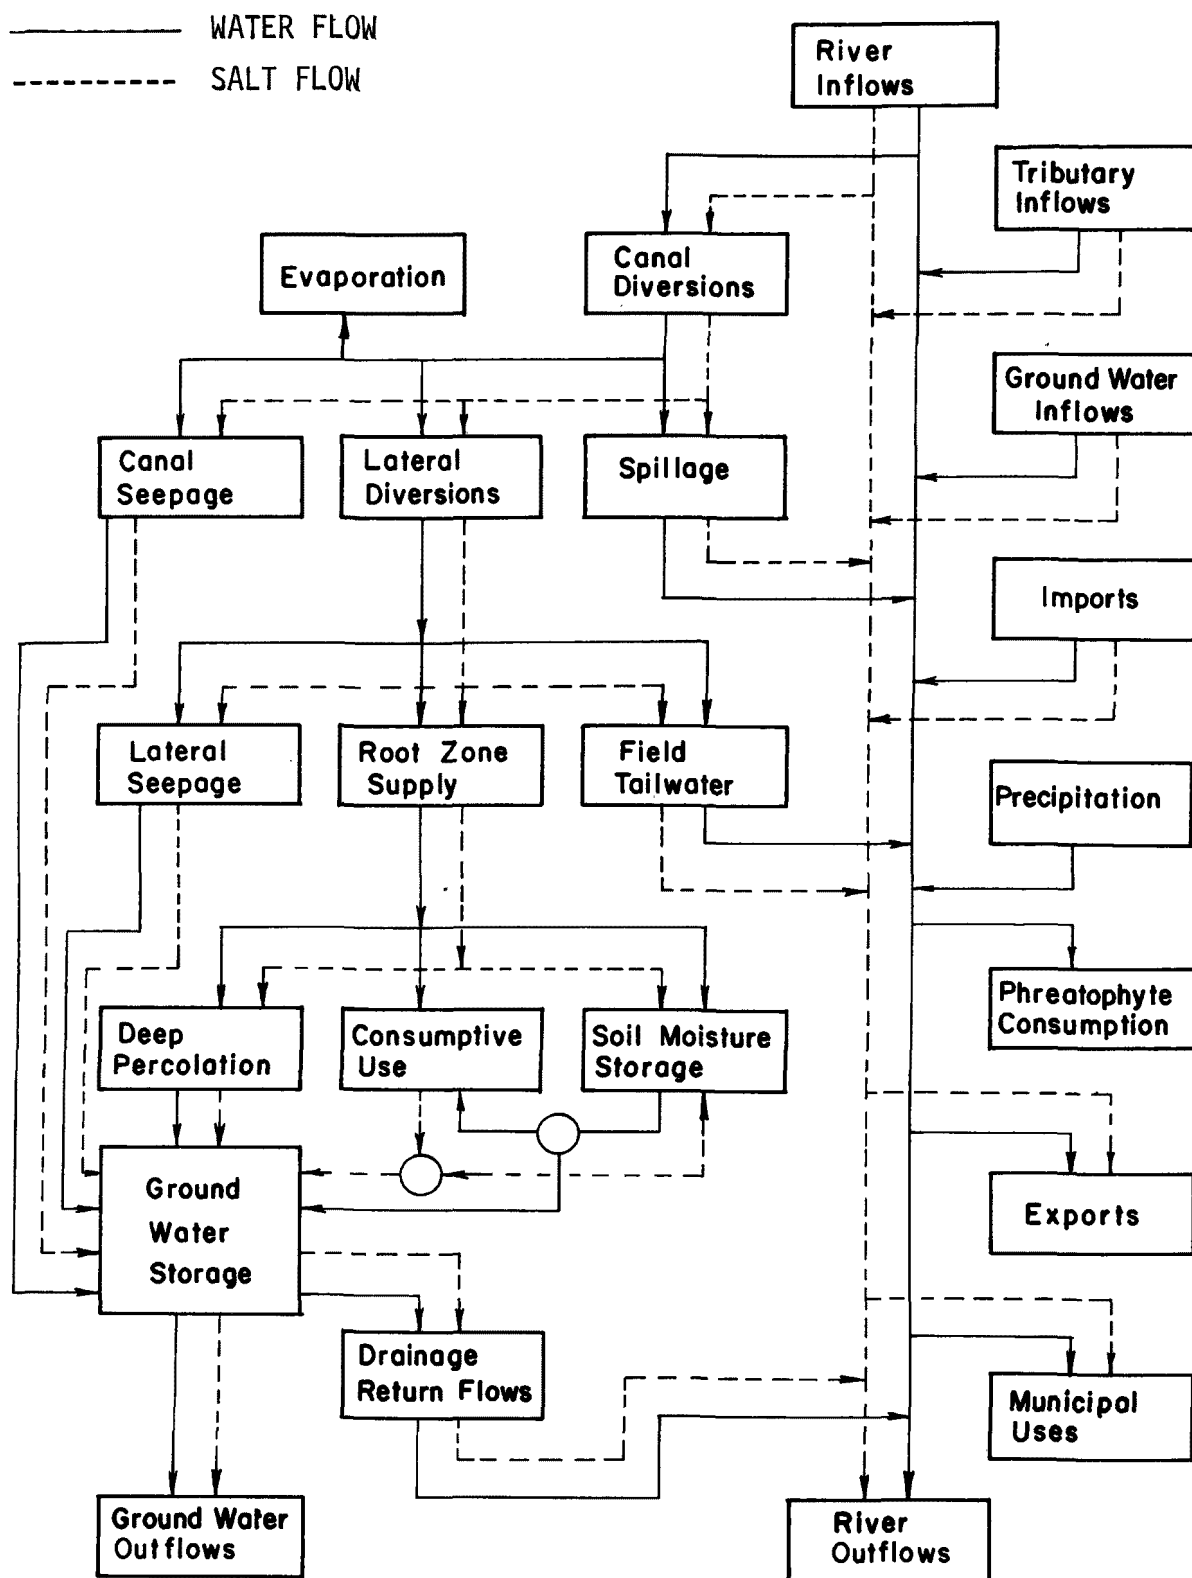 WATER FLOW
SALT FLOW
River
Inflows
Tributary
Inflows
Evaporation
Canal
Diversions
Ground Water
Inflows
Canal
Seepage
Lateral
Diversions
Spillage
Imports
Lateral
Seepage
Root Zone
Supply
Field
Tailwater
Precipitation
Deep
Percolation
Consumptive
Use
Soil Moisture
Storage
Phreatophyte
Consumption
Ground
Water
Storage
Exports
Drainage
Return Flows
Municipal
Uses
Ground Water
Outflows
River
Outflows